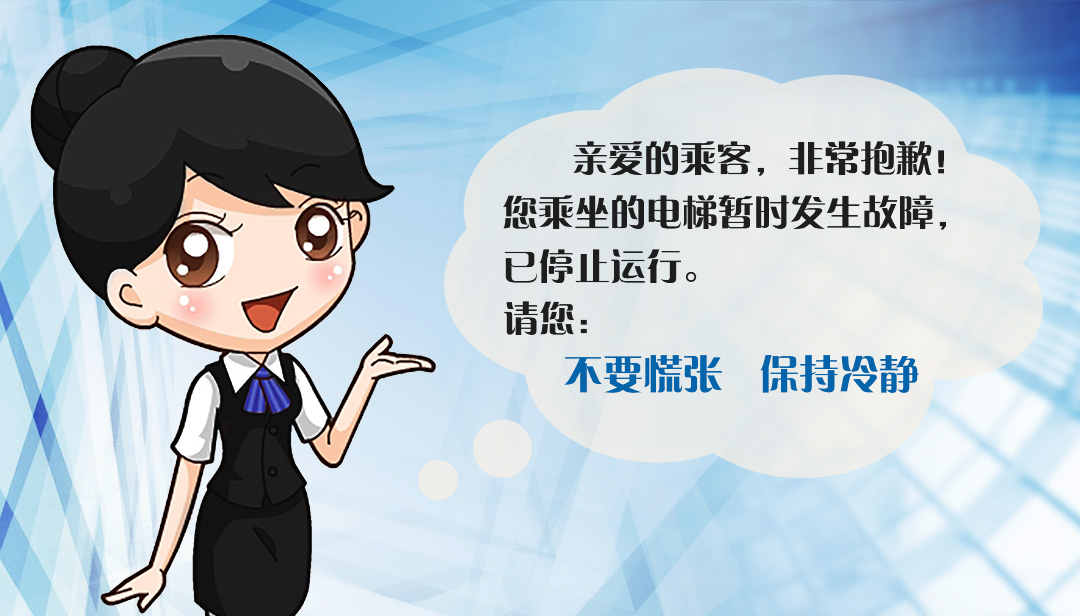 亲爱的乘客，非常抱歉！
您乘坐的电梯暂时发生故障，
已停止运行。
请您：
不要慌张 保持冷静